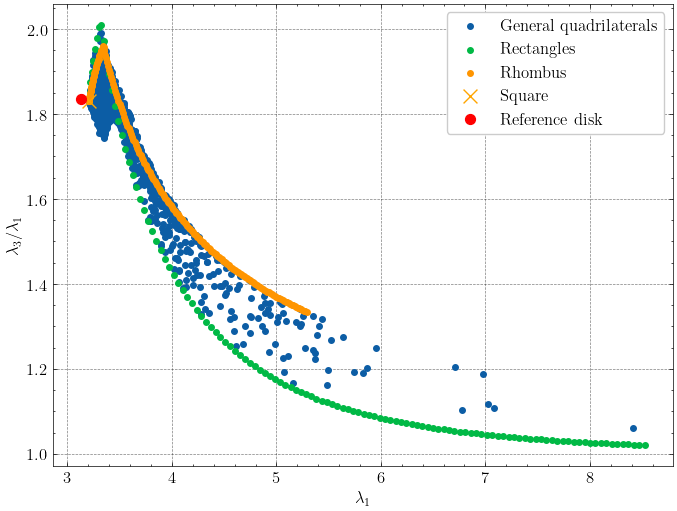 General quadrilaterals
Rectangles
Rhombus
Square
Reference disk
2.0
1.8
1.6
1.4
1.2
1.0
λ3/λ1
3 4 5 6 7 8
λ1